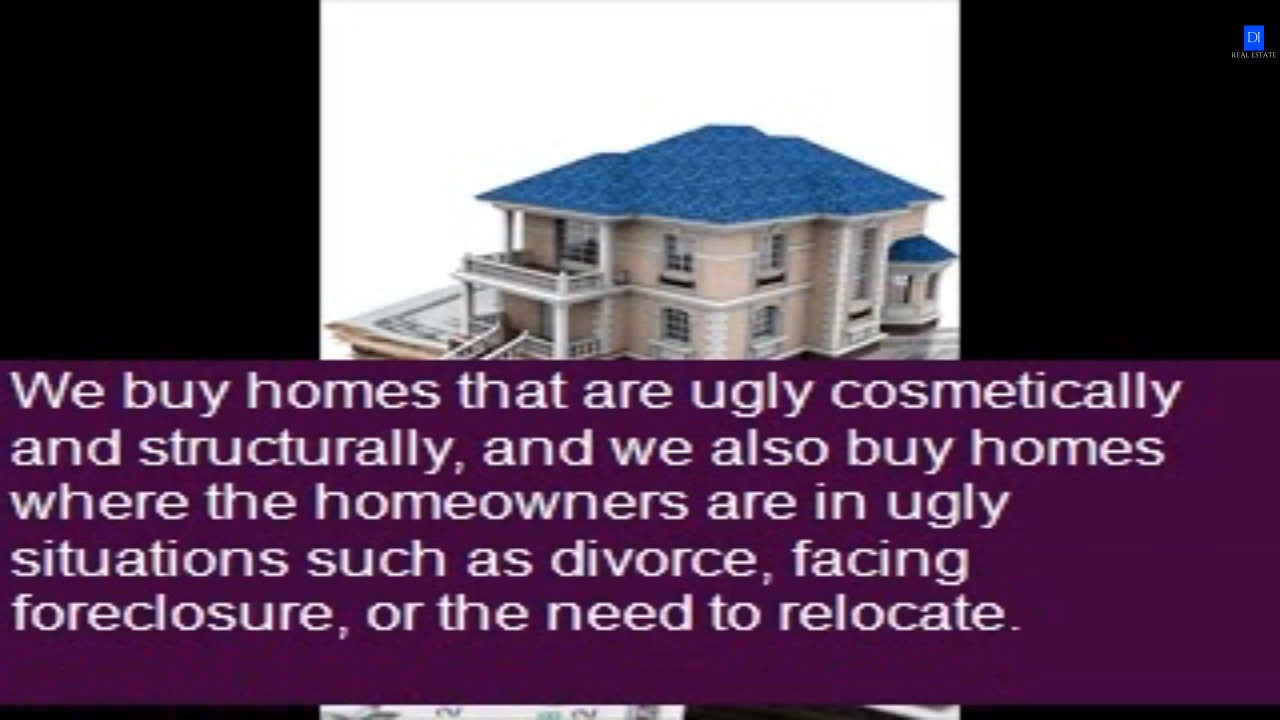 DI
REAL ESTATE
We buy homes that are ugly cosmetically
and structurally, and we also buy homes
where the homeowners are in ugly
situations such as divorce, facing
foreclosure, or the need to relocate.